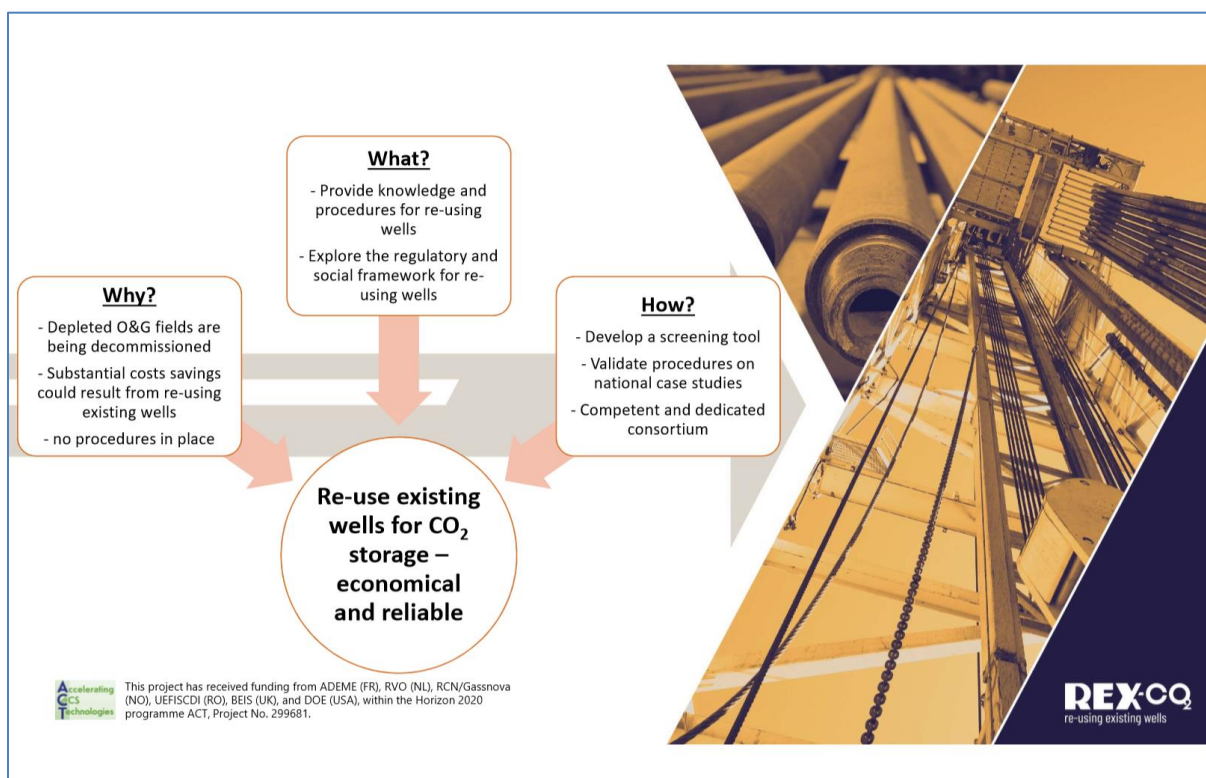 What?
- Provide knowledge and
procedures for re-using
wells
- Explore the regulatory and
social framework for re-
using wells
Why?
- Depleted O&G fields are
being decommissioned
- Substantial costs savings
could result from re-using
existing wells
- no procedures in place
How?
- Develop a screening tool
- Validate procedures on
national case studies
- Competent and dedicated
consortium
Re-use existing
wells for CO₂
storage –
economical
and reliable
Accelerating
CCS
Technologies
This project has received funding from ADEME (FR), RVO (NL), RCN/Gassnova
(NO), UEFISCDI (RO), BEIS (UK), and DOE (USA), within the Horizon 2020
programme ACT, Project No. 299681.
REX-CO₂
re-using existing wells